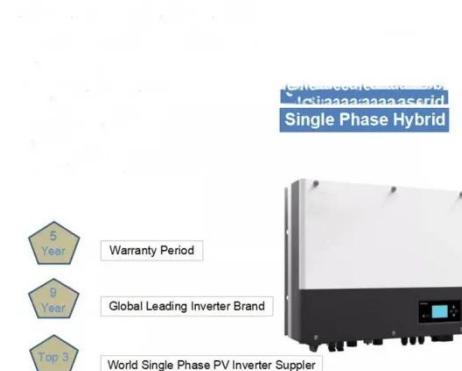 Single Phase Hybrid
5
Year
Warranty Period
9
Year
Global Leading Inverter Brand
Top 3
World Single Phase PV Inverter Suppler